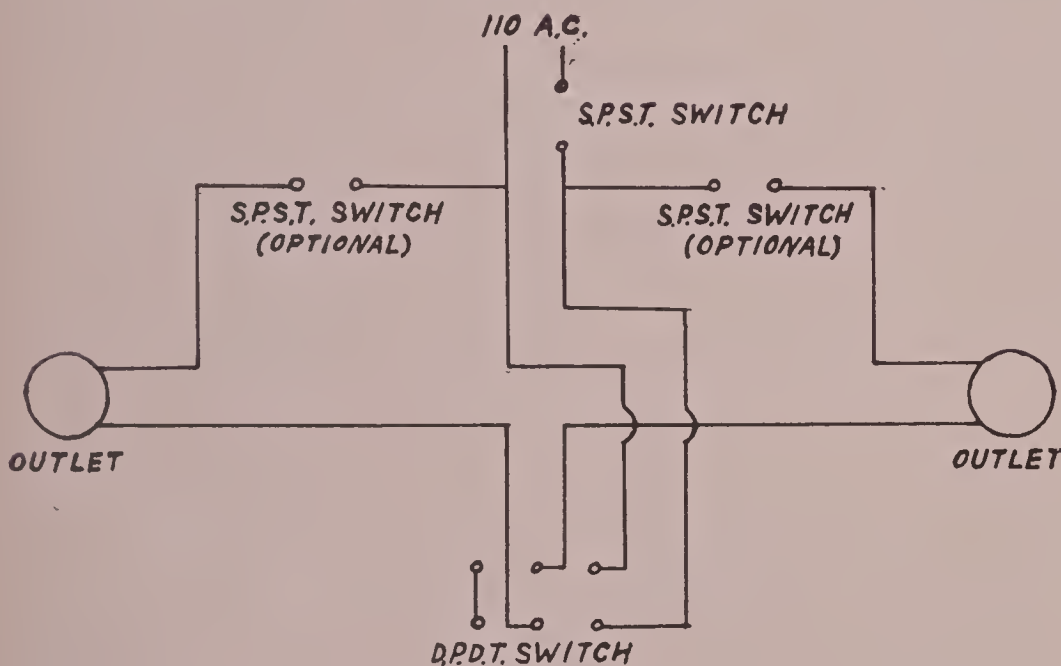 110 A.C.
S.P.S.T. SWITCH
S.P.S.T. SWITCH
(OPTIONAL)
S.P.S.T. SWITCH
(OPTIONAL)
OUTLET
OUTLET
D.P.D.T. SWITCH